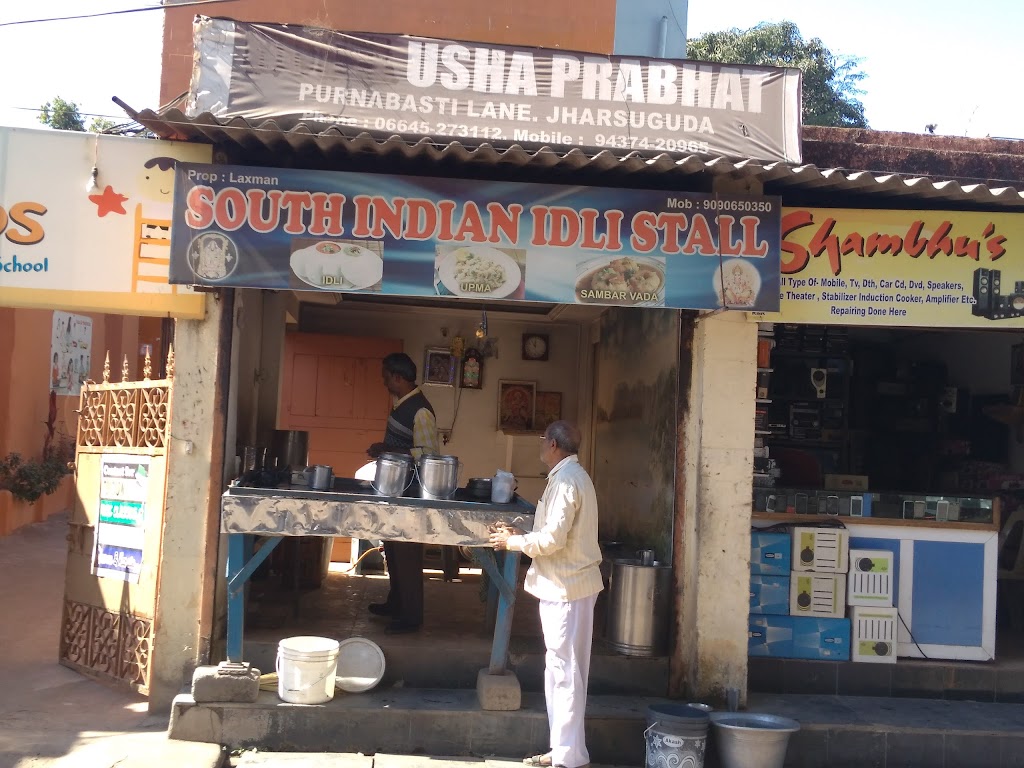 USHA PRABHAT
PURNABASTI LANE. JHARSUGUDA
Phone : 06645-273112. Mobile : 94374-20965
Prop : Laxman
Mob : 9090650350
SOUTH INDIAN IDLI STALL
IDLI
UPMA
SAMBAR VADA
School
Shambhu's
All Type Of- Mobile, Tv, Dth, Car Cd, Dvd, Speakers,
Theater , Stabilizer Induction Cooker, Amplifier Etc.
Repairing Done Here
Akash